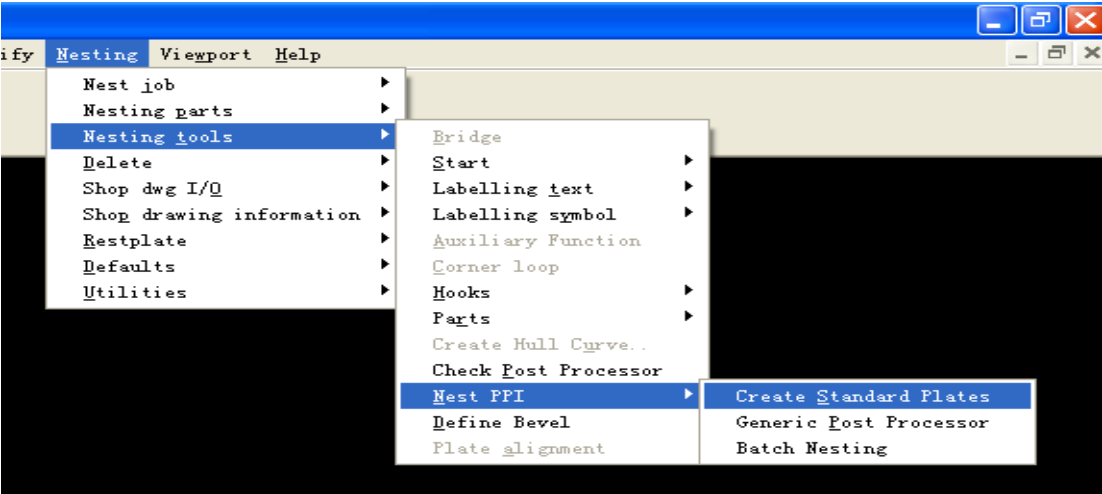 ify Nesting Viewport Help
Nest job
Nesting parts
Nesting tools
Delete
Shop dwg I/O
Shop drawing information
Restplate
Defaults
Utilities
Bridge
Start
Labelling text
Labelling symbol
Auxiliary Function
Corner loop
Hooks
Parts
Create Hull Curve..
Check Post Processor
Nest PPI
Define Bevel
Plate alignment
Create Standard Plates
Generic Post Processor
Batch Nesting